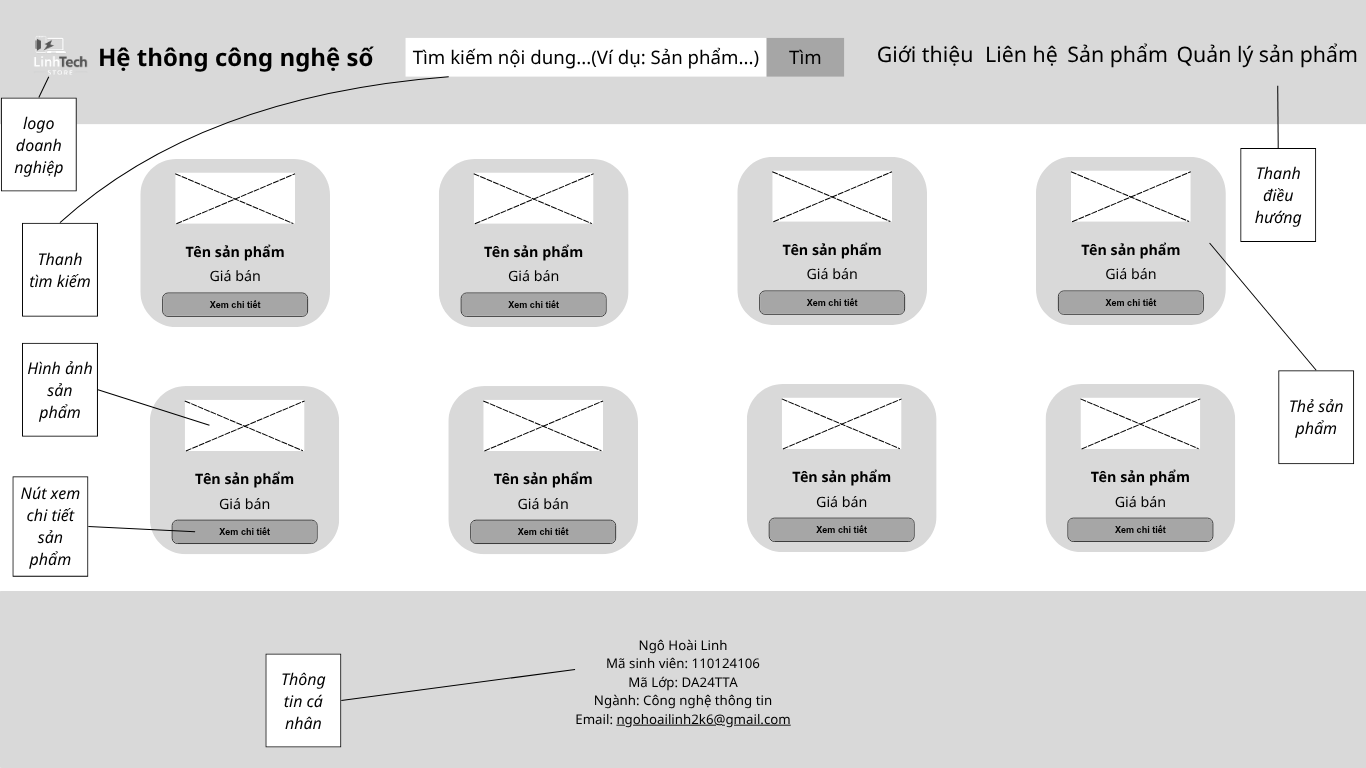 LinhTech
STORE
Hệ thông công nghệ số
Tìm kiếm nội dung...(Ví dụ: Sản phẩm...)
Tìm
Giới thiệu Liên hệ Sản phẩm Quản lý sản phẩm
logo
doanh
nghiệp
Thanh
điều
hướng
Thanh
tìm kiếm
Tên sản phẩm
Giá bán
Xem chi tiết
Tên sản phẩm
Giá bán
Xem chi tiết
Tên sản phẩm
Giá bán
Xem chi tiết
Tên sản phẩm
Giá bán
Xem chi tiết
Hình ảnh
sản
phẩm
Thẻ sản
phẩm
Nút xem
chi tiết
sản
phẩm
Tên sản phẩm
Giá bán
Xem chi tiết
Tên sản phẩm
Giá bán
Xem chi tiết
Tên sản phẩm
Giá bán
Xem chi tiết
Tên sản phẩm
Giá bán
Xem chi tiết
Thông
tin cá
nhân
Ngô Hoài Linh
Mã sinh viên: 110124106
Mã Lớp: DA24TTA
Ngành: Công nghệ thông tin
Email: ngohoailinh2k6@gmail.com